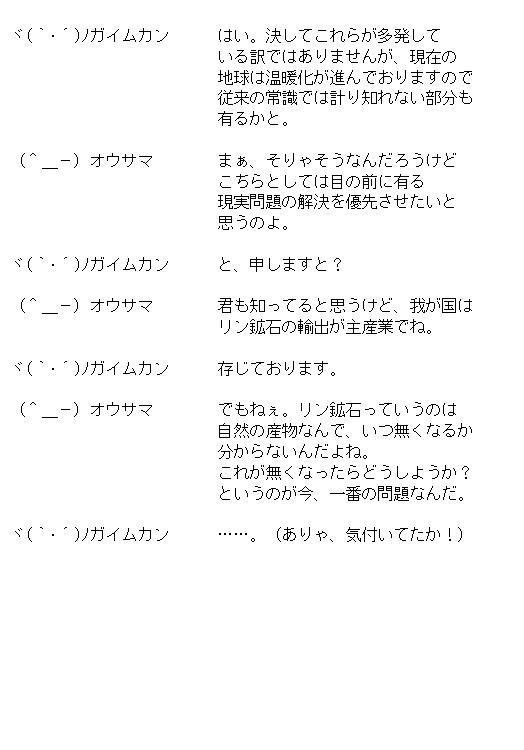 ヾ(｀･´)ﾉガイムカン　はい。決してこれらが多発して
いる訳ではありませんが、現在の
地球は温暖化が進んでおりますので
従来の常識では計り知れない部分も
有るかと。
（＾＿－）オウサマ　まぁ、そりゃそうなんだろうけど
こちらとしては目の前に有る
現実問題の解決を優先させたいと
思うのよ。
ヾ(｀･´)ﾉガイムカン　と、申しますと？
（＾＿－）オウサマ　君も知ってると思うけど、我が国は
リン鉱石の輸出が主産業でね。
ヾ(｀･´)ﾉガイムカン　存じております。
（＾＿－）オウサマ　でもねぇ。リン鉱石っていうのは
自然の産物なんで、いつ無くなるか
分からないんだよね。
これが無くなったらどうしようか？
というのが今、一番の問題なんだ。
ヾ(｀･´)ﾉガイムカン　……。（ありゃ、気付いてたか！）